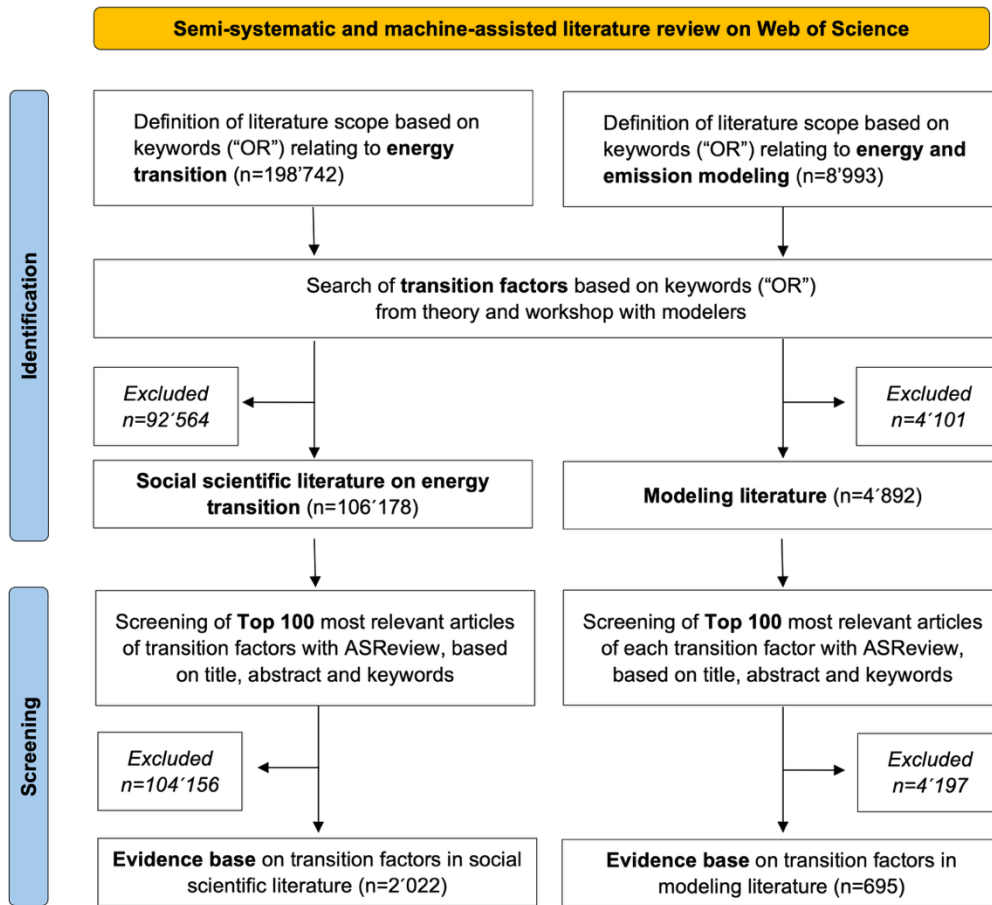 Semi-systematic and machine-assisted literature review on Web of Science
Identification
Definition of literature scope based on
keywords (“OR”) relating to energy
transition (n=198'742)
Definition of literature scope based on
keywords (“OR”) relating to energy and
emission modeling (n=8'993)
Search of transition factors based on keywords (“OR”)
from theory and workshop with modelers
Excluded
n=92´564
Excluded
n=4'101
Social scientific literature on energy
transition (n=106´178)
Modeling literature (n=4´892)
Screening
Screening of Top 100 most relevant articles
of transition factors with ASReview, based
on title, abstract and keywords
Screening of Top 100 most relevant articles
of each transition factor with ASReview,
based on title, abstract and keywords
Excluded
n=104´156
Excluded
n=4´197
Evidence base on transition factors in social
scientific literature (n=2´022)
Evidence base on transition factors in
modeling literature (n=695)